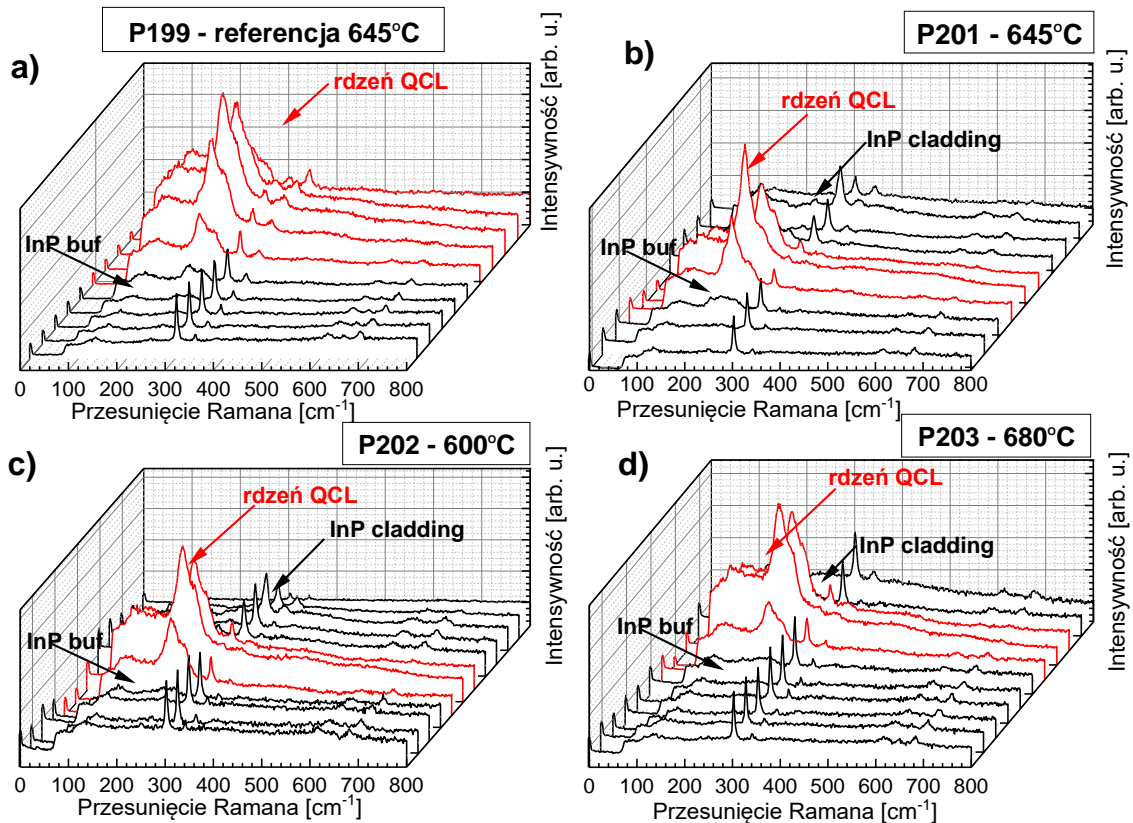 P199 - referencja 645°C
a)
rdzeń QCL
InP buf
Intensywność [arb. u.]
0 100 200 300 400 500 600 700 800
Przesunięcie Ramana [cm⁻¹]
P201 - 645°C
b)
rdzeń QCL
InP cladding
InP buf
Intensywność [arb. u.]
0 100 200 300 400 500 600 700 800
Przesunięcie Ramana [cm⁻¹]
P202 - 600°C
c)
rdzeń QCL
InP cladding
InP buf
Intensywność [arb. u.]
0 100 200 300 400 500 600 700 800
Przesunięcie Ramana [cm⁻¹]
P203 - 680°C
d)
rdzeń QCL
InP cladding
InP buf
Intensywność [arb. u.]
0 100 200 300 400 500 600 700 800
Przesunięcie Ramana [cm⁻¹]